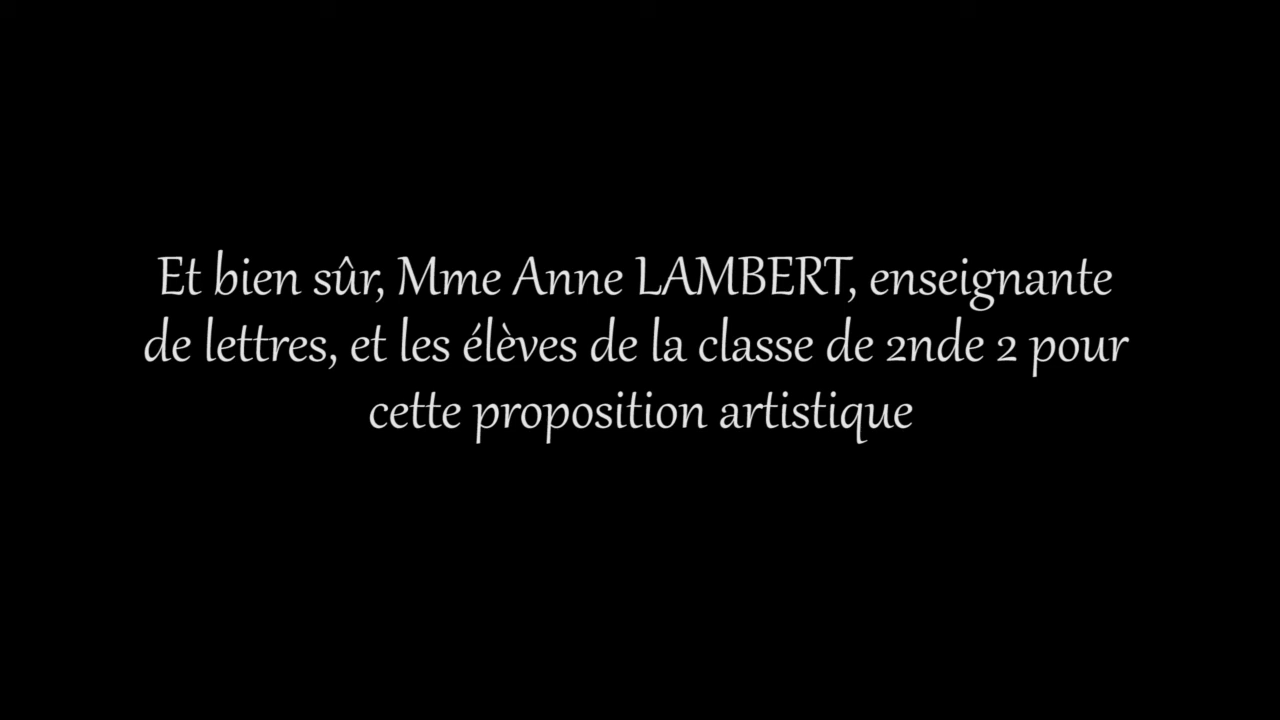 Et bien sûr, Mme Anne LAMBERT, enseignante
de lettres, et les élèves de la classe de 2nde 2 pour
cette proposition artistique